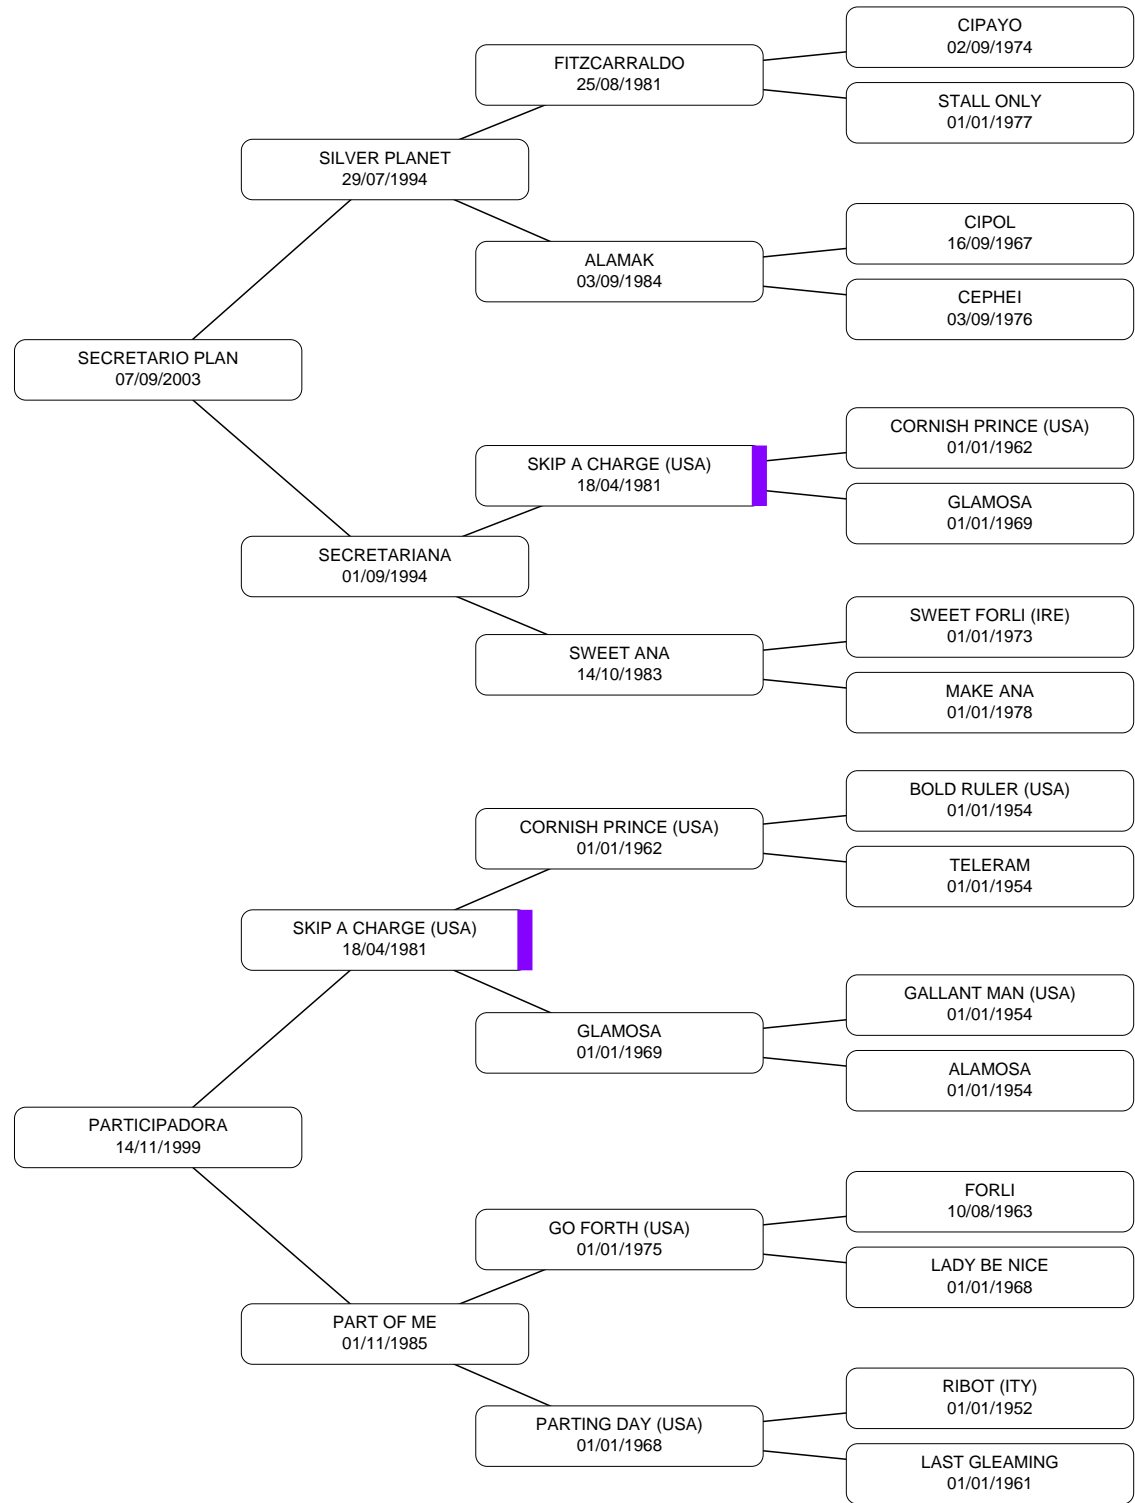 CIPAYO
02/09/1974
FITZCARRALDO
25/08/1981
STALL ONLY
01/01/1977
SILVER PLANET
29/07/1994
CIPOL
16/09/1967
ALAMAK
03/09/1984
CEPHEI
03/09/1976
SECRETARIO PLAN
07/09/2003
CORNISH PRINCE (USA)
01/01/1962
SKIP A CHARGE (USA)
18/04/1981
GLAMOSA
01/01/1969
SECRETARIANA
01/09/1994
SWEET FORLI (IRE)
01/01/1973
SWEET ANA
14/10/1983
MAKE ANA
01/01/1978
BOLD RULER (USA)
01/01/1954
CORNISH PRINCE (USA)
01/01/1962
TELERAM
01/01/1954
SKIP A CHARGE (USA)
18/04/1981
GALLANT MAN (USA)
01/01/1954
GLAMOSA
01/01/1969
ALAMOSA
01/01/1954
PARTICIPADORA
14/11/1999
FORLI
10/08/1963
GO FORTH (USA)
01/01/1975
LADY BE NICE
01/01/1968
PART OF ME
01/11/1985
RIBOT (ITY)
01/01/1952
PARTING DAY (USA)
01/01/1968
LAST GLEAMING
01/01/1961